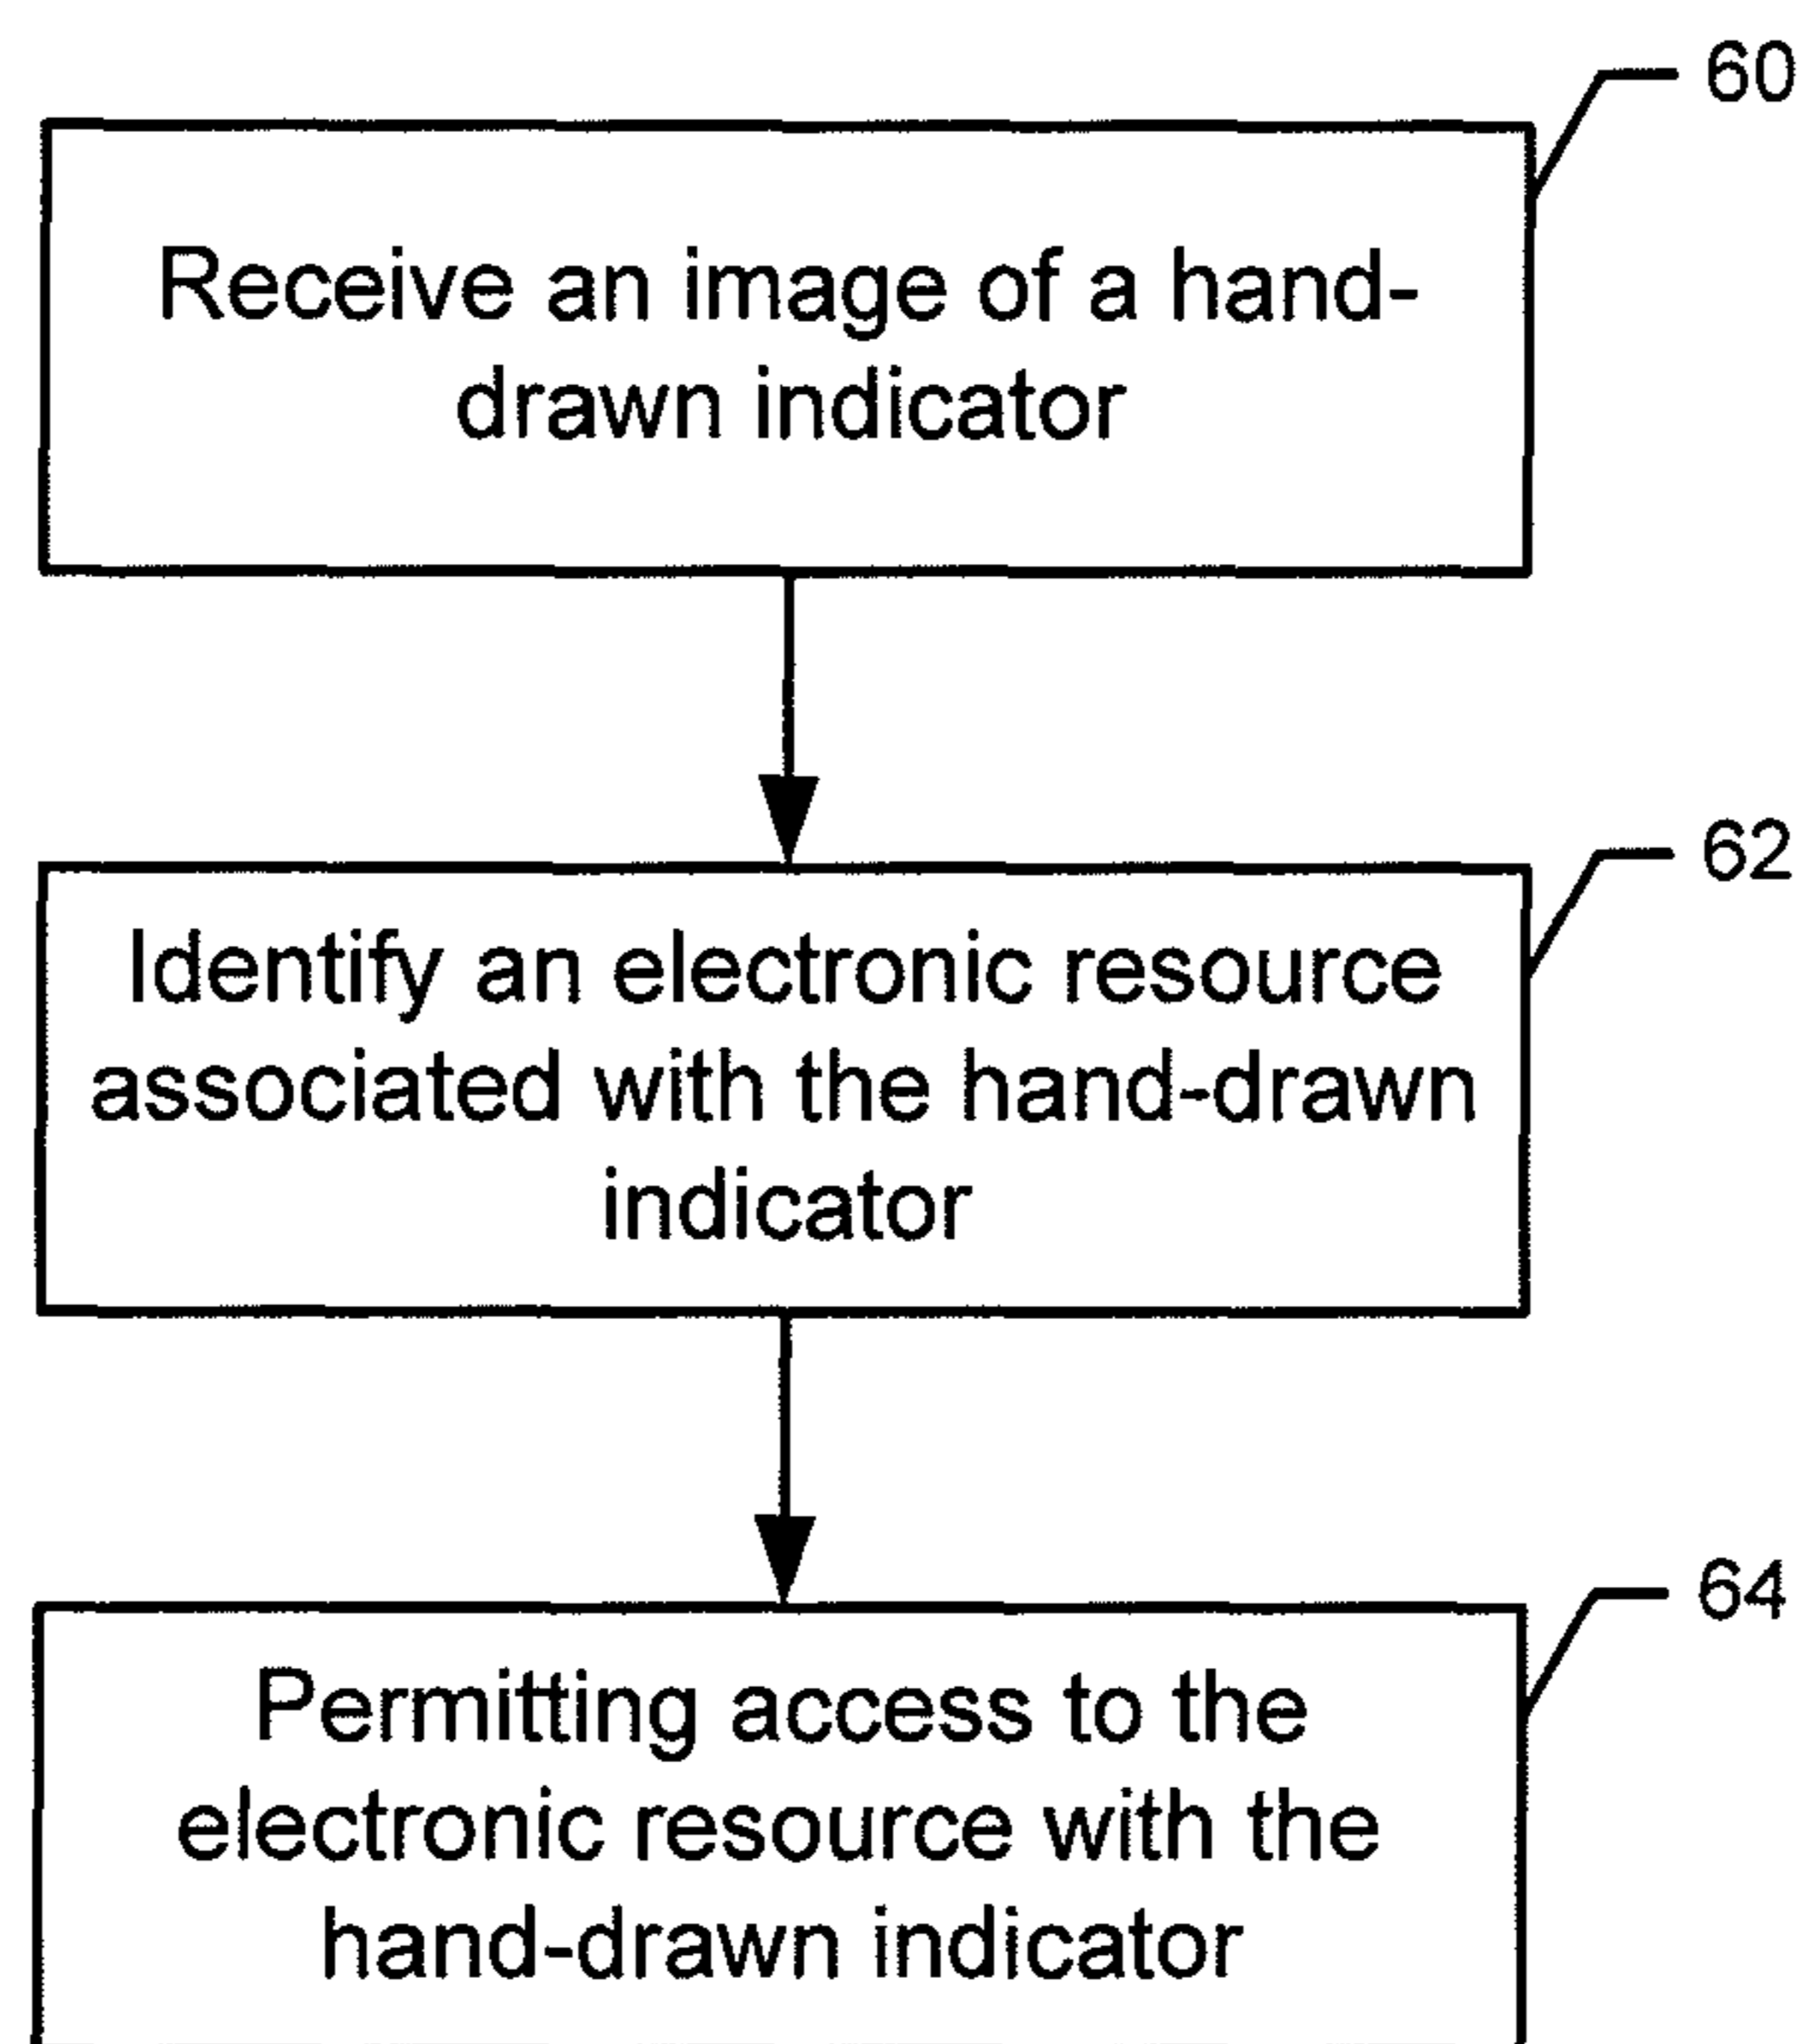 60
Receive an image of a hand-
drawn indicator
62
Identify an electronic resource
associated with the hand-drawn
indicator
64
Permitting access to the
electronic resource with the
hand-drawn indicator